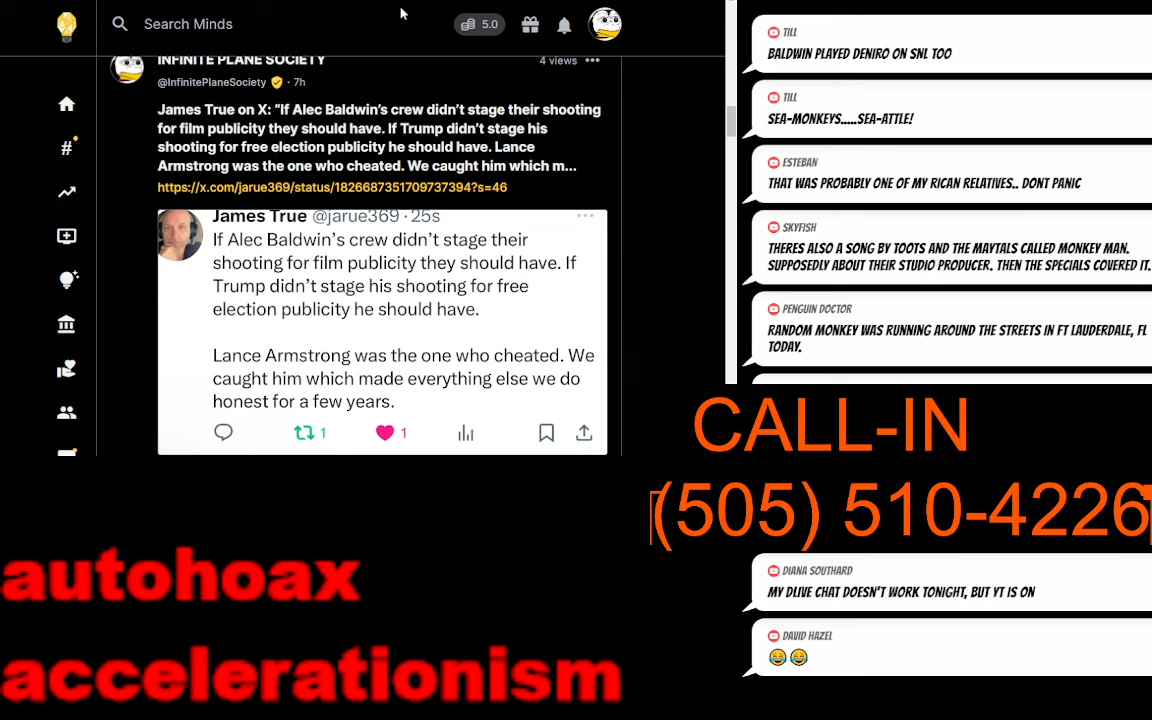 Search Minds
5.0
INFINITE PLANE SOCIETY
4 views
@InfinitePlaneSociety · 7h
James True on X: “If Alec Baldwin’s crew didn’t stage their shooting
for film publicity they should have. If Trump didn’t stage his
shooting for free election publicity he should have. Lance
Armstrong was the one who cheated. We caught him which m...
https://x.com/jarue369/status/1826687351709737394?s=46
James True @jarue369 · 25s
If Alec Baldwin’s crew didn’t stage their
shooting for film publicity they should have. If
Trump didn’t stage his shooting for free
election publicity he should have.
Lance Armstrong was the one who cheated. We
caught him which made everything else we do
honest for a few years.
1
1
autohoax
accelerationism
TILL
BALDWIN PLAYED DENIRO ON SNL TOO
TILL
SEA-MONKEYS.....SEA-ATTLE!
ESTEBAN
THAT WAS PROBABLY ONE OF MY RICAN RELATIVES.. DONT PANIC
SKYFISH
THERES ALSO A SONG BY TOOTS AND THE MAYTALS CALLED MONKEY MAN.
SUPPOSEDLY ABOUT THEIR STUDIO PRODUCER. THEN THE SPECIALS COVERED IT.
PENGUIN DOCTOR
RANDOM MONKEY WAS RUNNING AROUND THE STREETS IN FT LAUDERDALE, FL
TODAY.
CALL-IN
(505) 510-4226
DIANA SOUTHARD
MY DLIVE CHAT DOESN'T WORK TONIGHT, BUT YT IS ON
DAVID HAZEL
😂😂